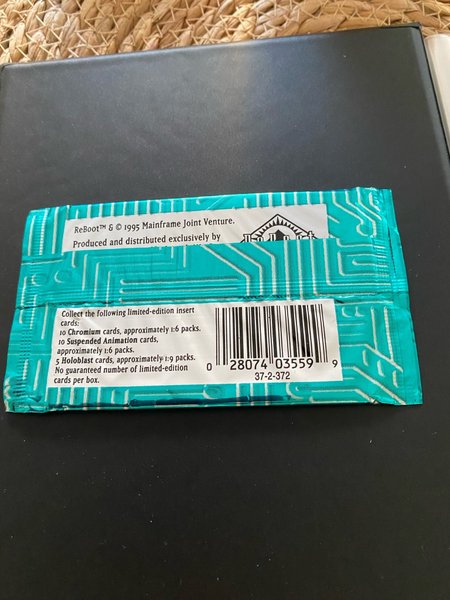 ReBoot™ & © 1995 Mainframe Joint Venture.
Produced and distributed exclusively by
Collect the following limited-edition insert
cards:
10 Chromium cards, approximately 1:6 packs.
10 Suspended Animation cards,
approximately 1:6 packs.
5 Holoblast cards, approximately 1:9 packs.
No guaranteed number of limited-edition
cards per box.
0 28074 03559 9
37-2-372